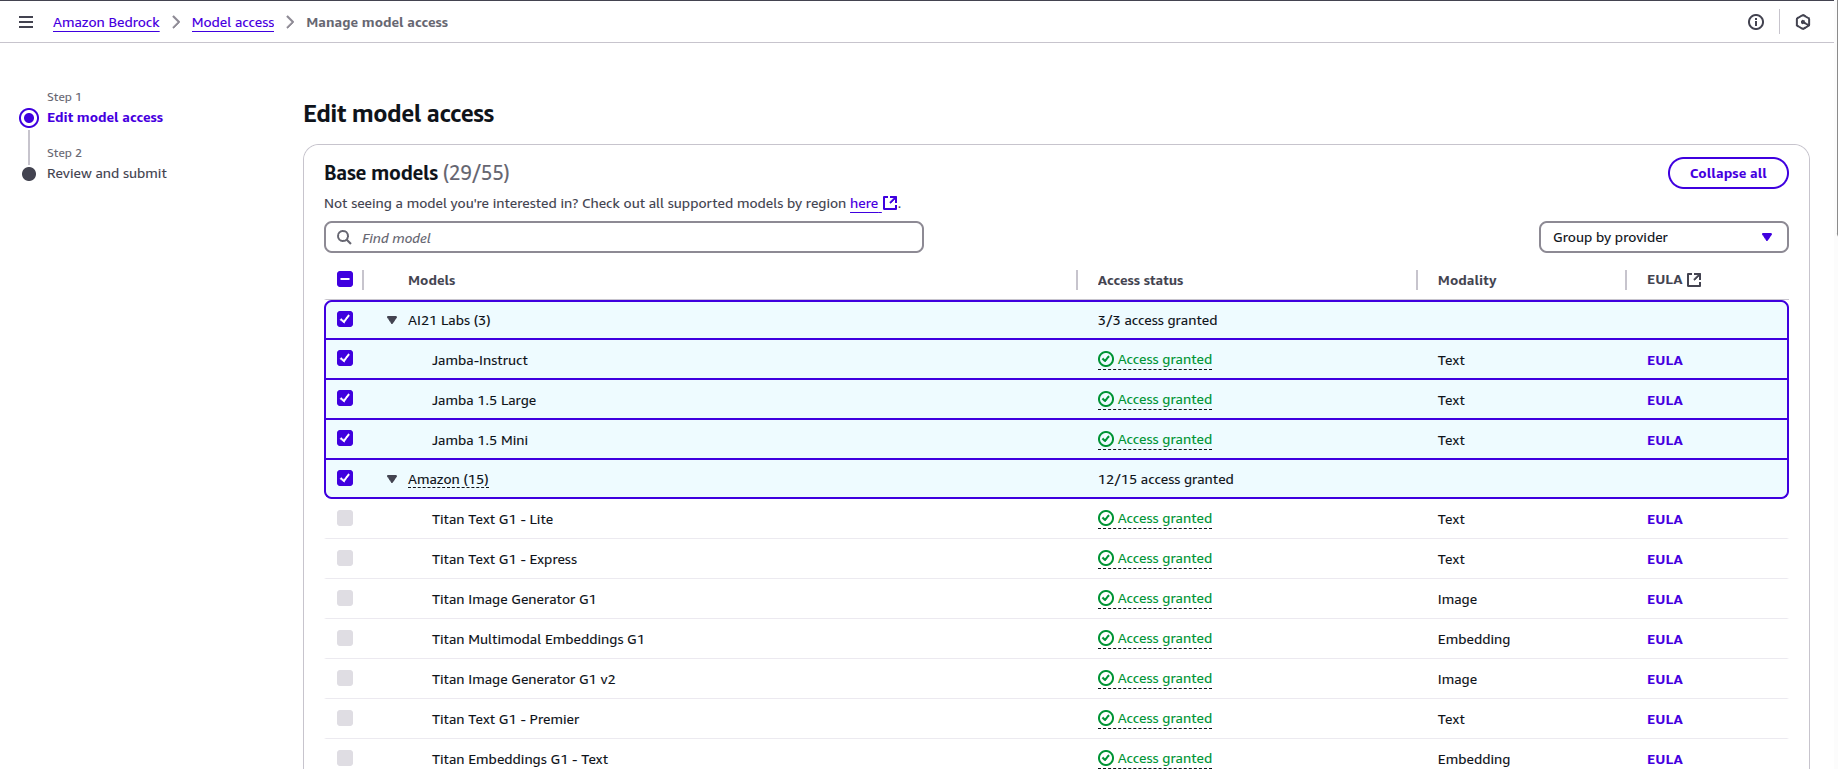 Amazon Bedrock > Model access > Manage model access
Step 1
Edit model access
Step 2
Review and submit
Edit model access
Base models (29/55)
Collapse all
Not seeing a model you're interested in? Check out all supported models by region here.
Find model
Group by provider
Models Access status Modality EULA
AI21 Labs (3) 3/3 access granted
Jamba-Instruct Access granted Text EULA
Jamba 1.5 Large Access granted Text EULA
Jamba 1.5 Mini Access granted Text EULA
Amazon (15) 12/15 access granted
Titan Text G1 - Lite Access granted Text EULA
Titan Text G1 - Express Access granted Text EULA
Titan Image Generator G1 Access granted Image EULA
Titan Multimodal Embeddings G1 Access granted Embedding EULA
Titan Image Generator G1 v2 Access granted Image EULA
Titan Text G1 - Premier Access granted Text EULA
Titan Embeddings G1 - Text Access granted Embedding EULA